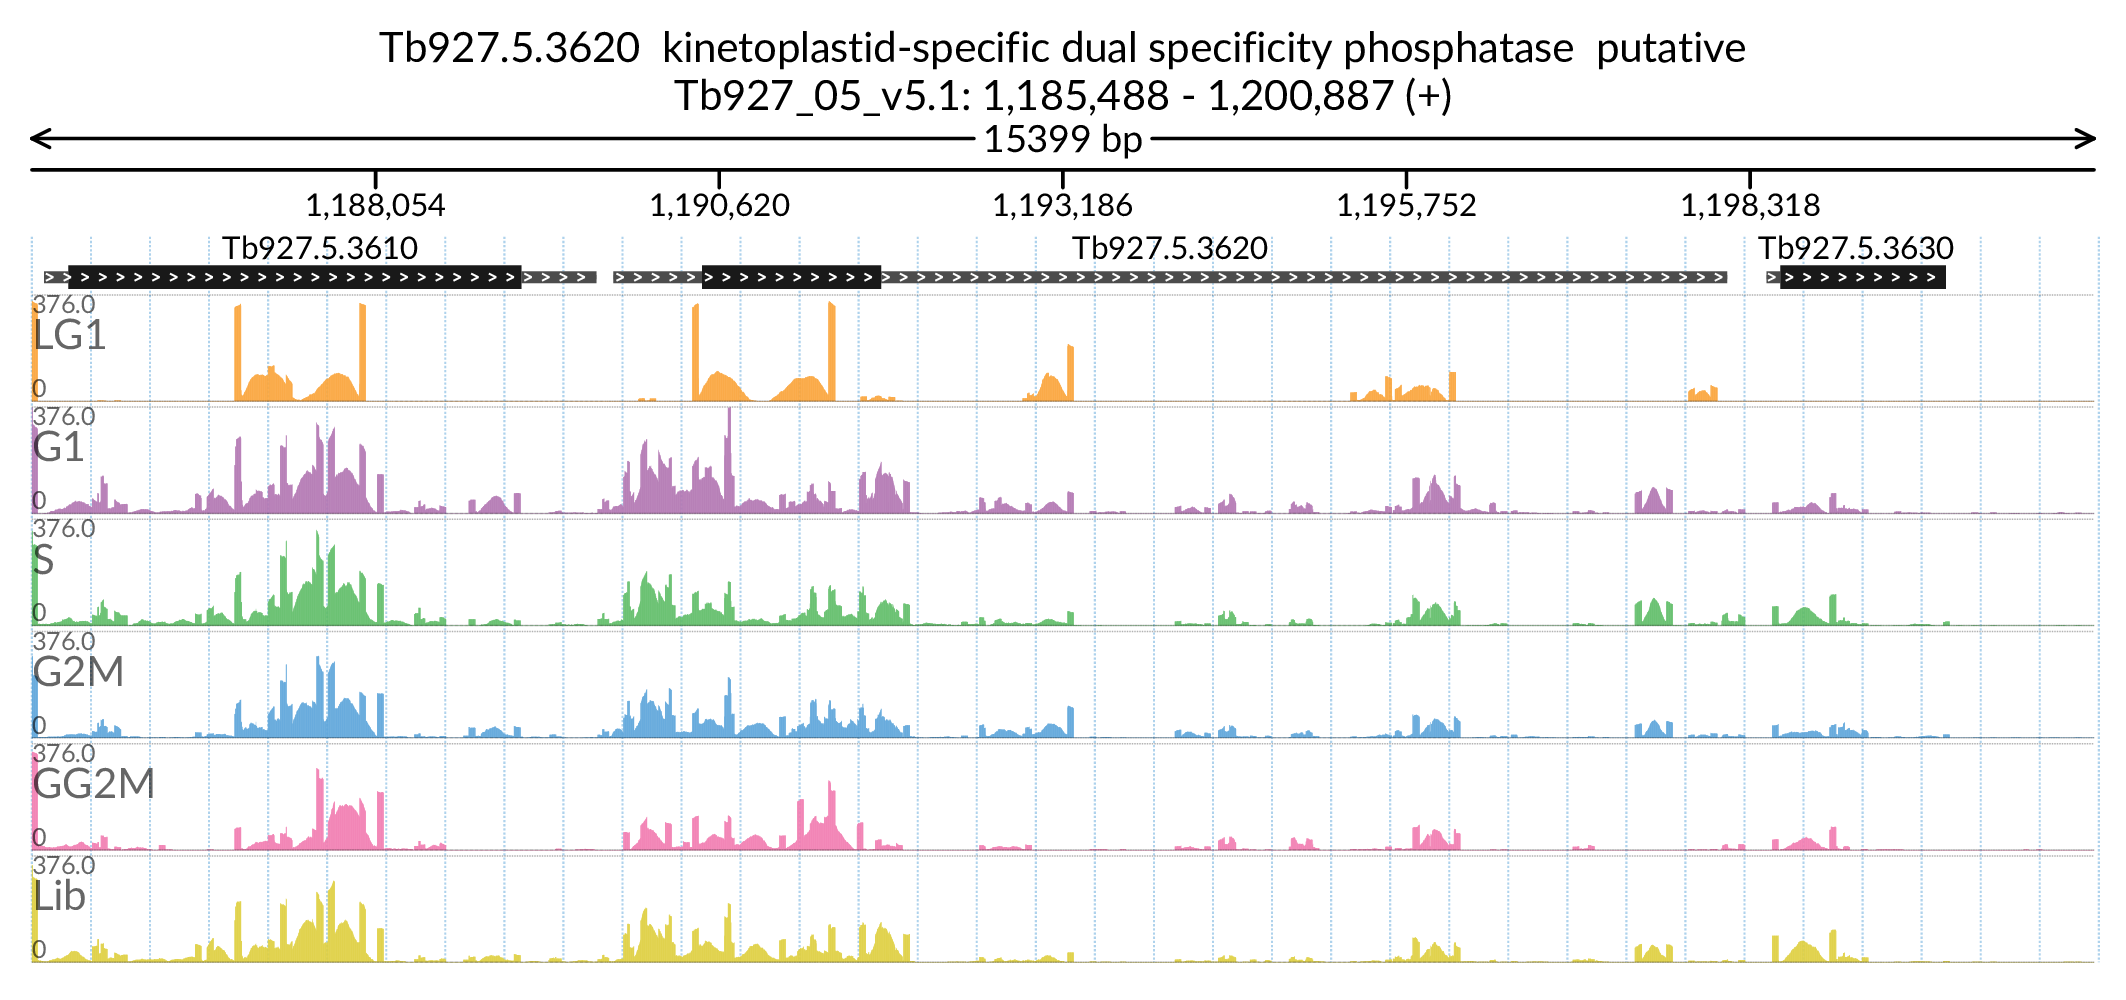 Tb927.5.3620 kinetoplastid-specific dual specificity phosphatase putative
Tb927_05_v5.1: 1,185,488 - 1,200,887 (+)
15399 bp
1,188,054 1,190,620 1,193,186 1,195,752 1,198,318
Tb927.5.3610 Tb927.5.3620 Tb927.5.3630
376.0
LG1
0
376.0
G1
0
376.0
S
0
376.0
G2M
0
376.0
GG2M
0
376.0
Lib
0